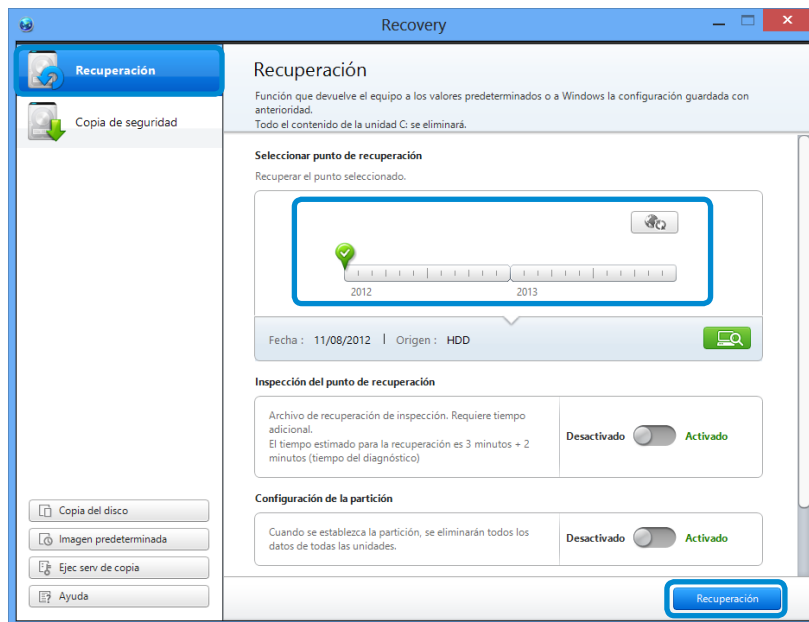 Recovery
Recuperación
Copia de seguridad
Copia del disco
Imagen predeterminada
Ejec serv de copia
Ayuda
Recuperación
Función que devuelve el equipo a los valores predeterminados o a Windows la configuración guardada con
anterioridad.
Todo el contenido de la unidad C: se eliminará.
Seleccionar punto de recuperación
Recuperar el punto seleccionado.
2012 2013
Fecha : 11/08/2012 | Origen : HDD
Inspección del punto de recuperación
Archivo de recuperación de inspección. Requiere tiempo
adicional.
El tiempo estimado para la recuperación es 3 minutos + 2
minutos (tiempo del diagnóstico)
Desactivado Activado
Configuración de la partición
Cuando se establezca la partición, se eliminarán todos los
datos de todas las unidades.
Desactivado Activado
Recuperación